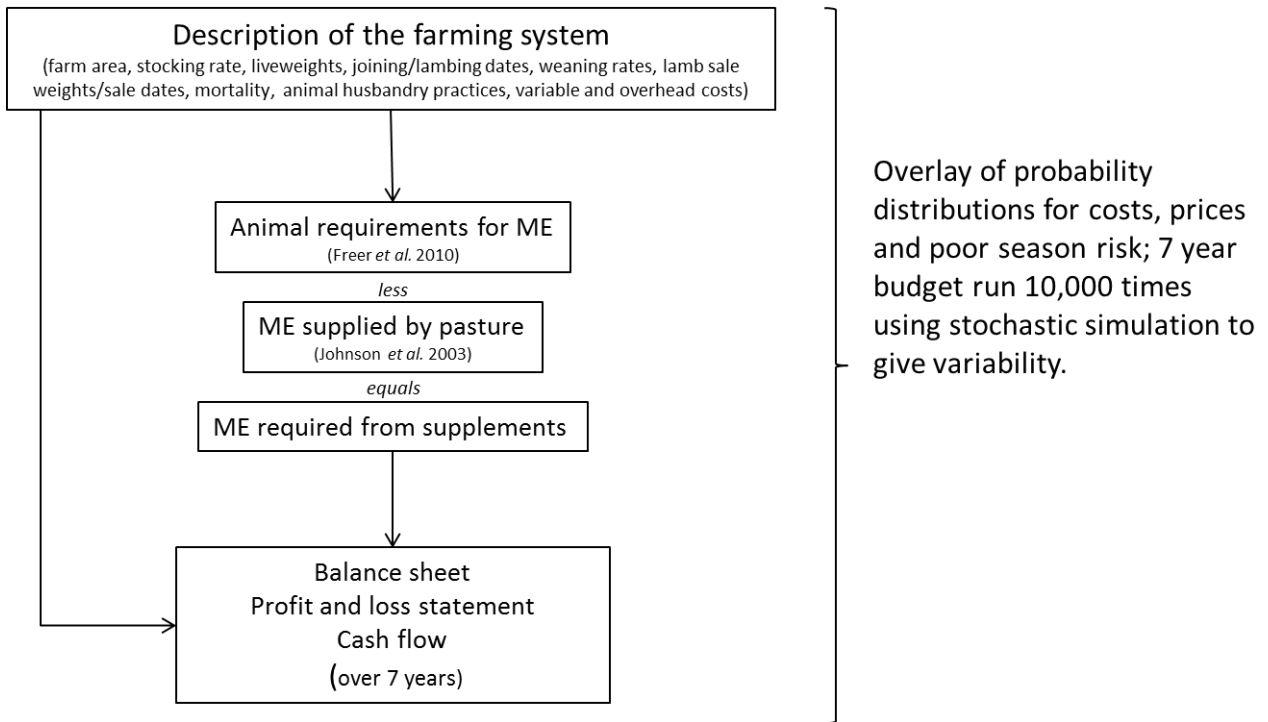 Description of the farming system
(farm area, stocking rate, liveweights, joining/lambing dates, weaning rates, lamb sale
weights/sale dates, mortality, animal husbandry practices, variable and overhead costs)
Animal requirements for ME
(Freer et al. 2010)
less
ME supplied by pasture
(Johnson et al. 2003)
equals
ME required from supplements
Balance sheet
Profit and loss statement
Cash flow
(over 7 years)
Overlay of probability
distributions for costs, prices
and poor season risk; 7 year
budget run 10,000 times
using stochastic simulation to
give variability.